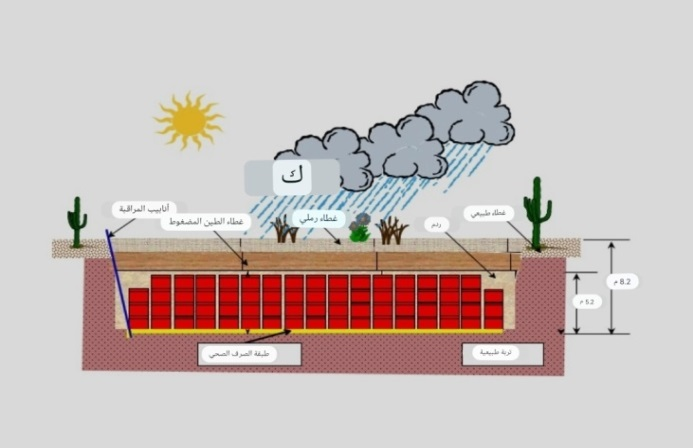 ك
أنابيب المراقبة
غطاء الطين المضغوط
غطاء رملي
ردم
غطاء طبيعي
8.2 م
5.2 م
طبقة الصرف الصحي
تربة طبيعية